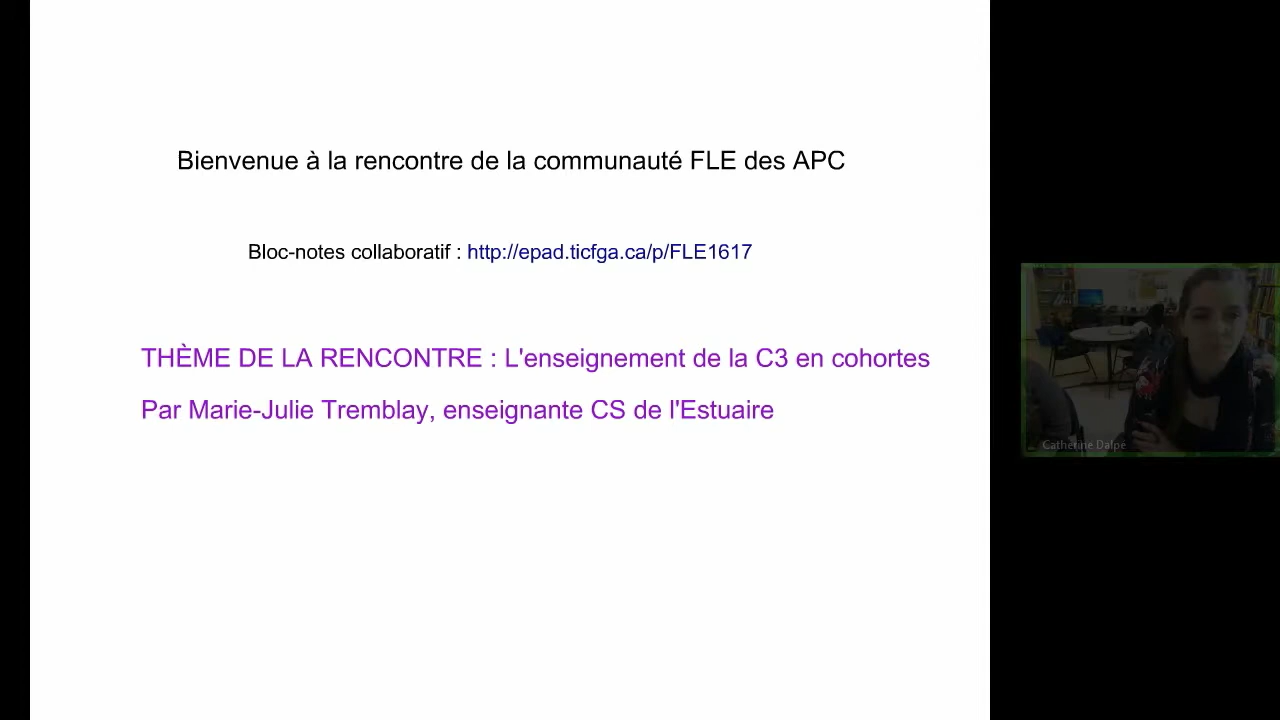 Bienvenue à la rencontre de la communauté FLE des APC
Bloc-notes collaboratif : http://epad.ticfga.ca/p/FLE1617
THÈME DE LA RENCONTRE : L'enseignement de la C3 en cohortes
Par Marie-Julie Tremblay, enseignante CS de l'Estuaire
Catherine Dalpé